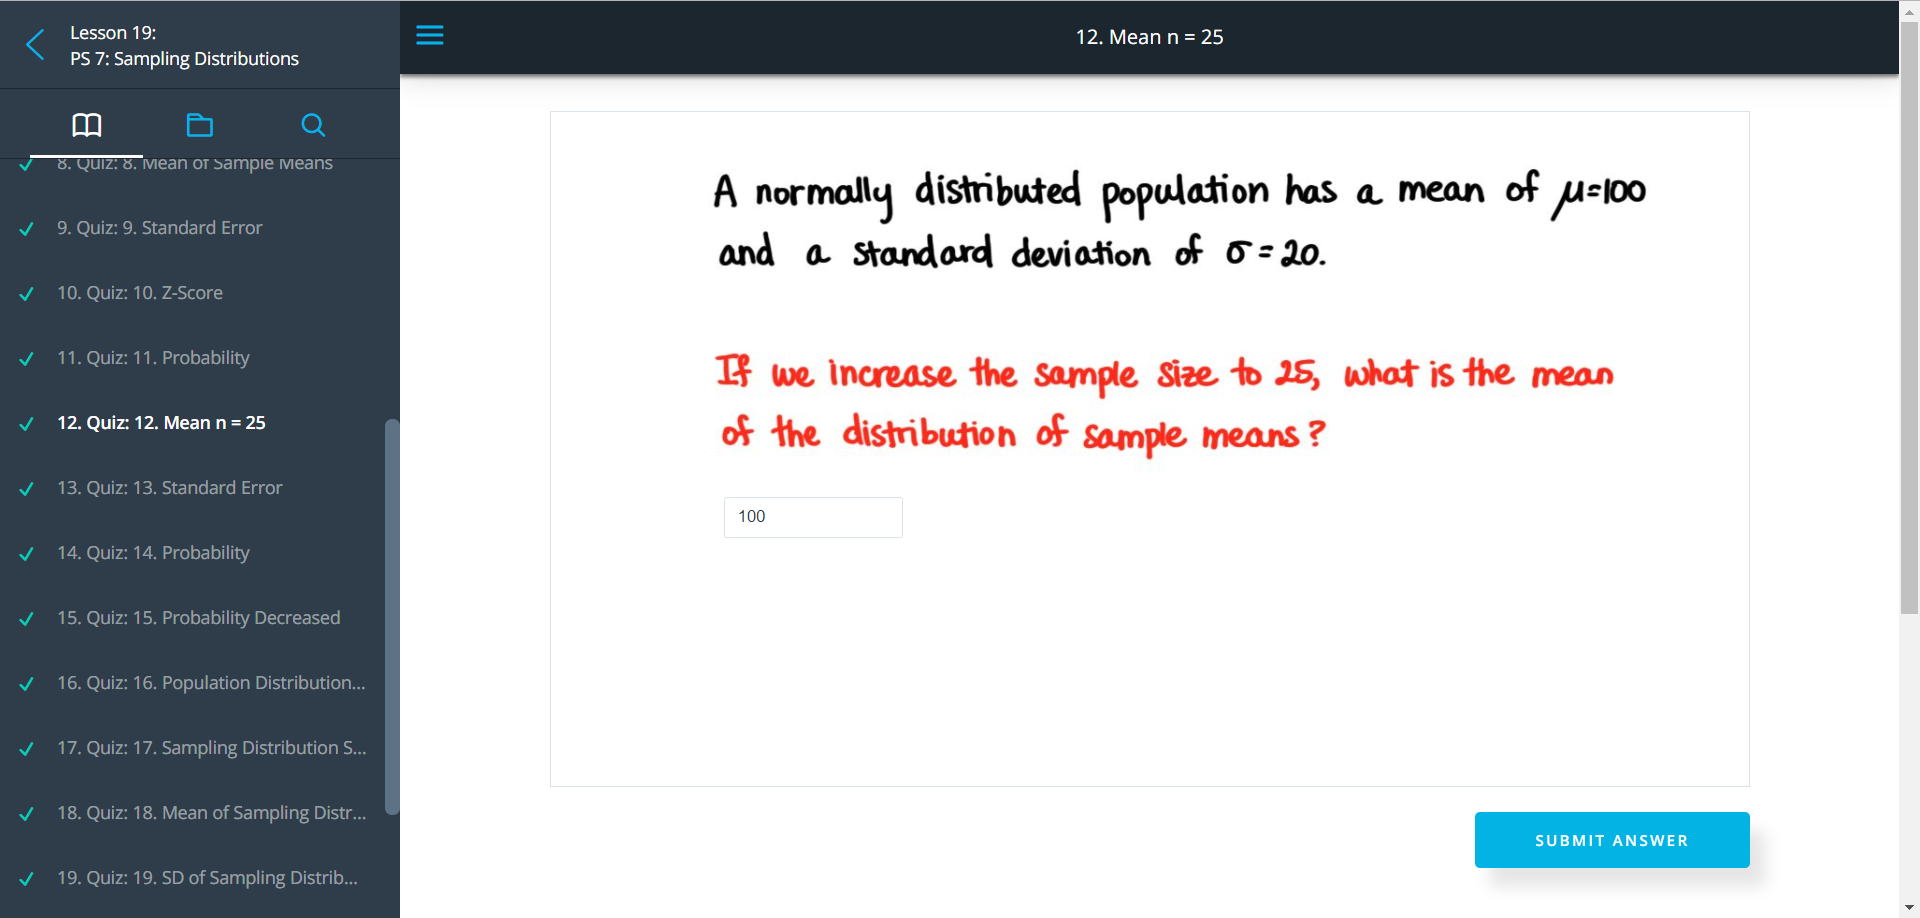 Lesson 19:
PS 7: Sampling Distributions
12. Mean n = 25
8. Quiz: 8. Mean of Sample Means
9. Quiz: 9. Standard Error
10. Quiz: 10. Z-Score
11. Quiz: 11. Probability
12. Quiz: 12. Mean n = 25
13. Quiz: 13. Standard Error
14. Quiz: 14. Probability
15. Quiz: 15. Probability Decreased
16. Quiz: 16. Population Distribution...
17. Quiz: 17. Sampling Distribution S...
18. Quiz: 18. Mean of Sampling Distr...
19. Quiz: 19. SD of Sampling Distrib...
A normally distributed population has a mean of μ=100
and a standard deviation of σ=20.
If we increase the sample size to 25, what is the mean
of the distribution of sample means?
100
SUBMIT ANSWER